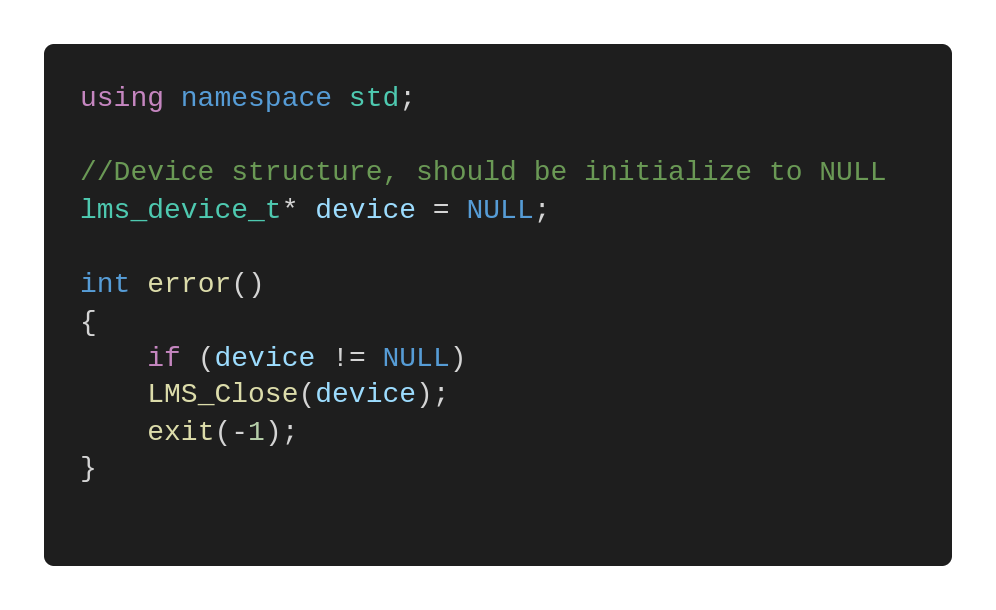 using namespace std;

//Device structure, should be initialize to NULL
lms_device_t* device = NULL;

int error()
{
    if (device != NULL)
    LMS_Close(device);
    exit(-1);
}